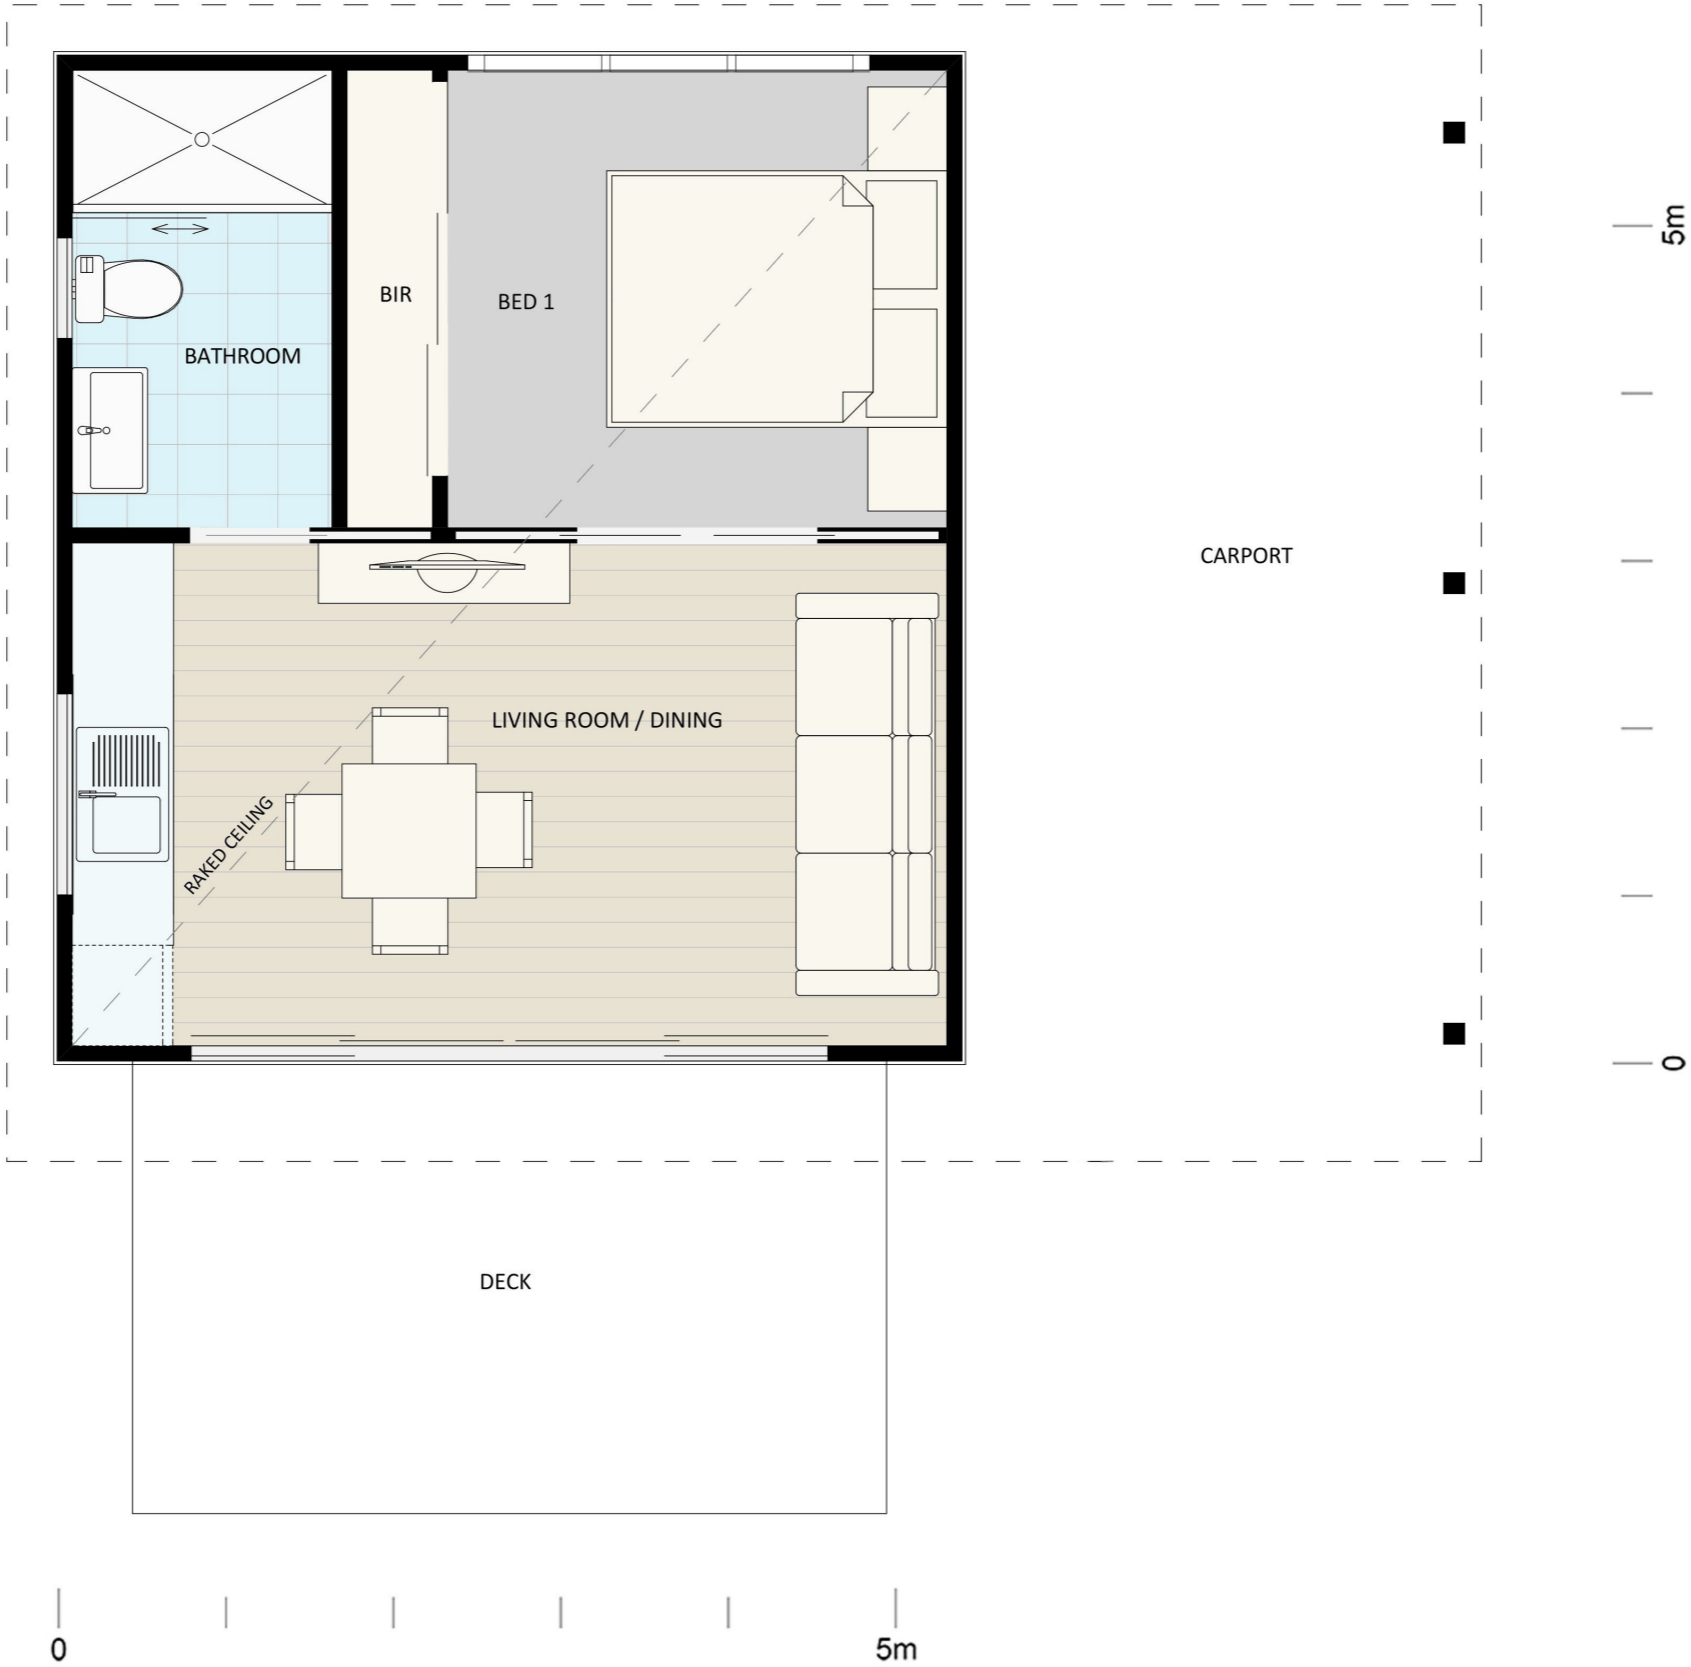 5m
BIR
BED 1
BATHROOM
CARPORT
LIVING ROOM / DINING
RAKED CEILING
0
DECK
0
5m